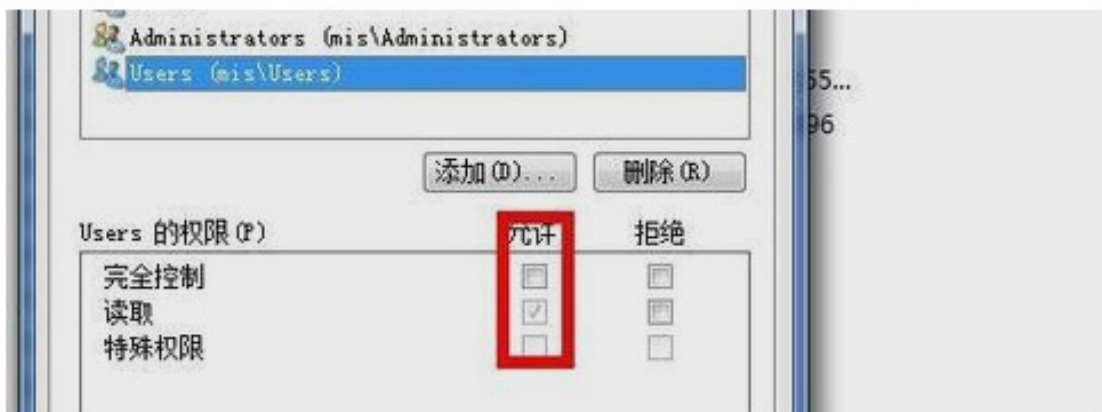 Administrators (mis\Administrators)
Users (mis\Users)
55...
96
添加(D)... 删除(R)
Users 的权限(P) 允许 拒绝
完全控制
读取
特殊权限